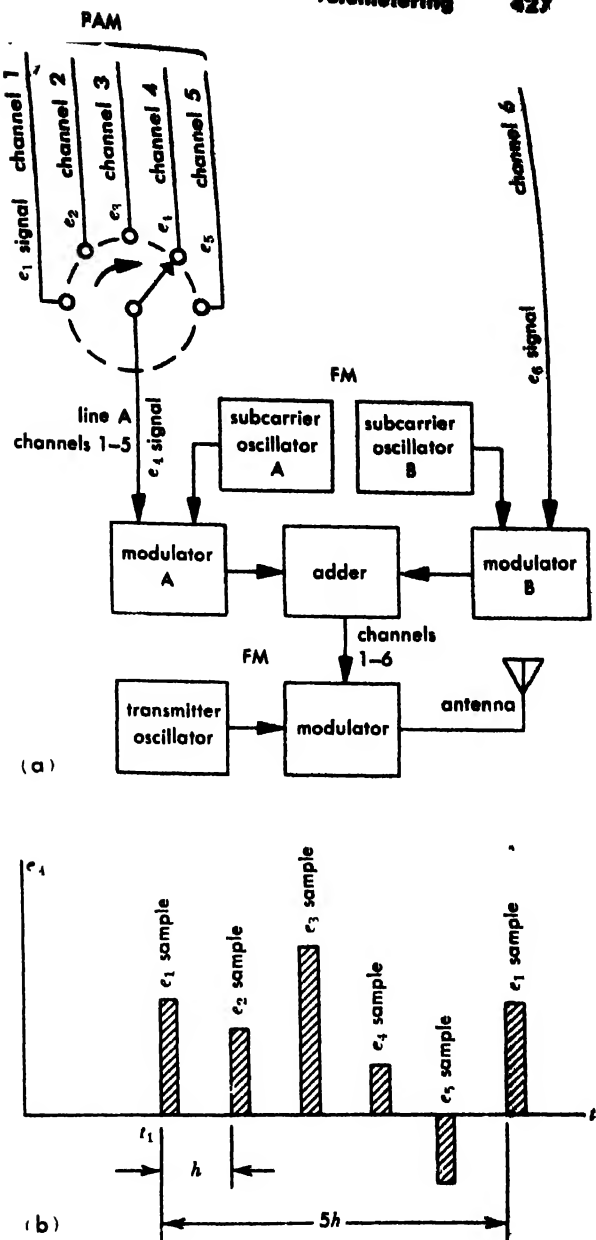 telemetering 427
PAM
e1 signal channel 1
e2 channel 2
e3 channel 3
e4 channel 4
e5 channel 5
channel 6
e6 signal
FM
line A
channels 1–5
eA signal
subcarrier
oscillator
A
subcarrier
oscillator
B
modulator
A
adder
modulator
B
channels
1–6
FM
transmitter
oscillator
modulator
antenna
(a)
eA
e1 sample
e2 sample
e3 sample
e4 sample
e5 sample
e1 sample
t
t1
h
5h
(b)